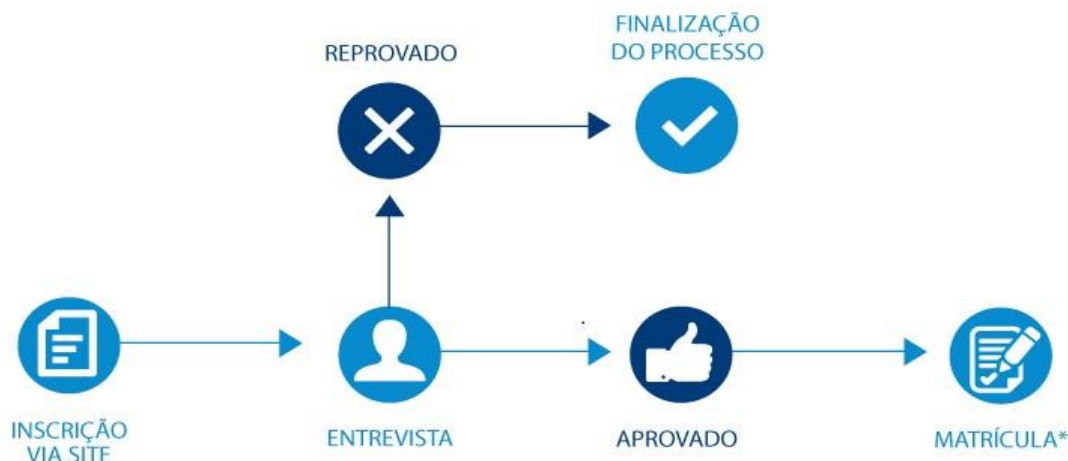 FINALIZAÇÃO
DO PROCESSO
REPROVADO
INSCRIÇÃO
VIA SITE
ENTREVISTA
APROVADO
MATRÍCULA*